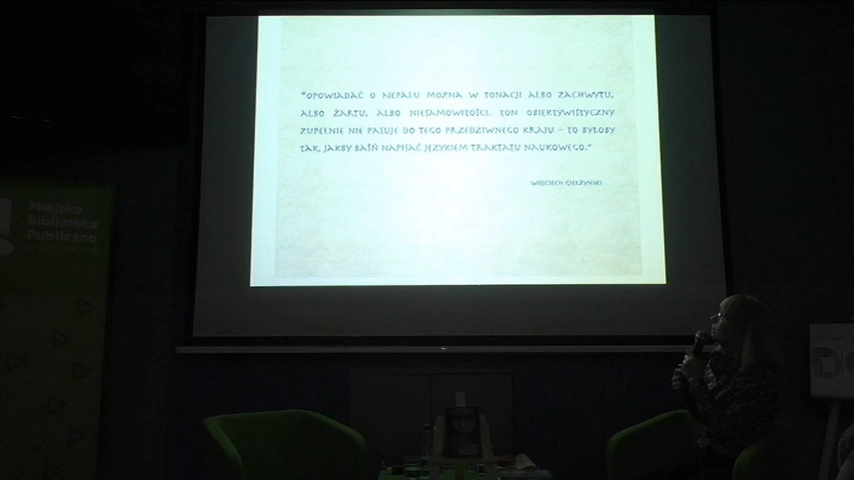 "OPOWIADAĆ O NEPALU MOŻNA W TONACJI ALBO ZACHWYTU,
ALBO ŻARTU, ALBO NIESAMOWITOŚCI. TON OBIEKTYWISTYCZNY
ZUPEŁNIE NIE PASUJE DO TEGO PRZEDZIWNEGO KRAJU – TO BYŁOBY
TAK, JAKBY BAŚŃ NAPISAĆ JĘZYKIEM TRAKTATU NAUKOWEGO."
WOJCIECH GIEŁŻYŃSKI
Miejska
Biblioteka
Publiczna